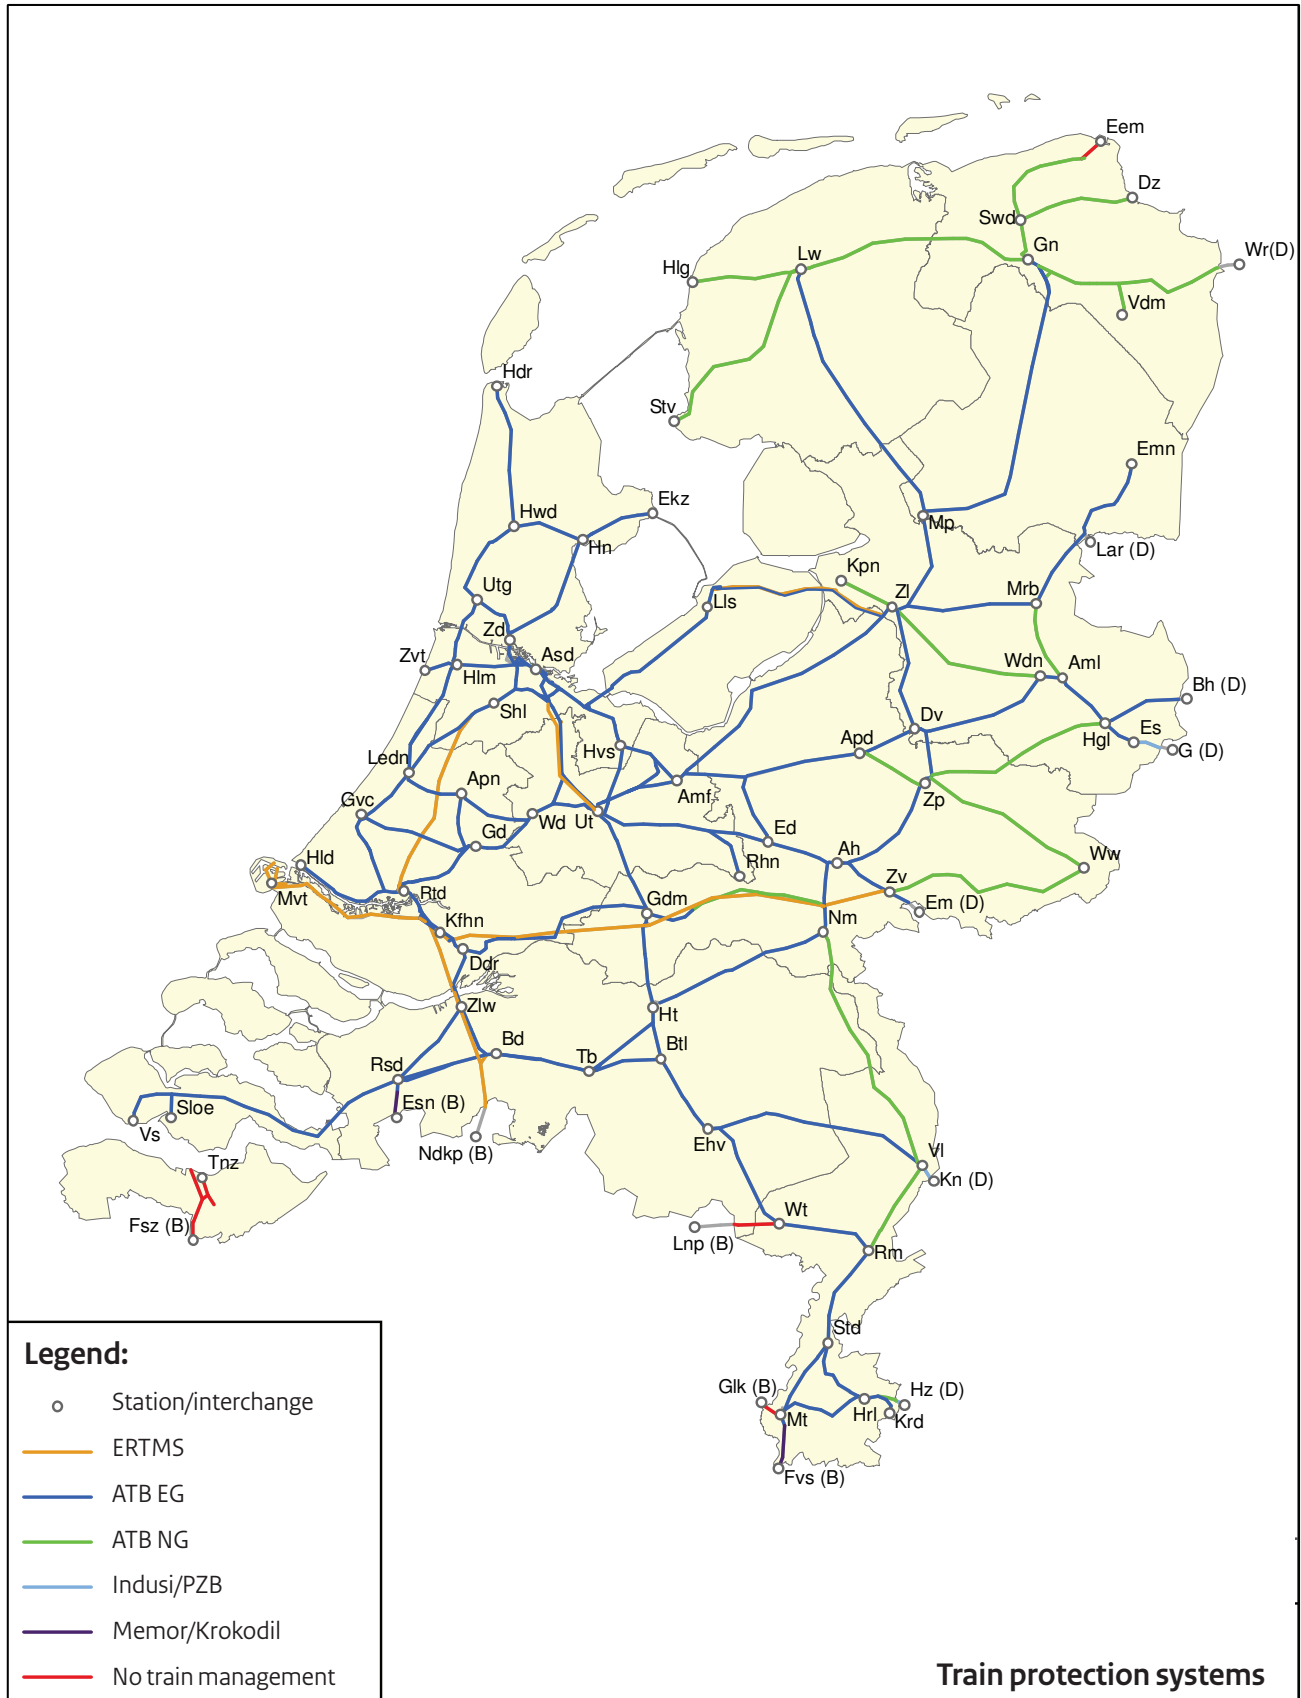 Eem
Dz
Swd
Gn
Wr(D)
Lw
Hlg
Vdm
Hdr
Stv
Emn
Ekz
Hwd
Mp
Hn
Lar (D)
Kpn
Utg
Lls
Zl
Mrb
Zd
Asd
Zvt
Hlm
Wdn
Aml
Bh (D)
Shl
Dv
Es
Hgl
G (D)
Hvs
Apd
Ledn
Apn
Amf
Zp
Gvc
Wd
Ut
Gd
Ed
Ah
Ww
Hld
Rhn
Zv
Mvt
Rtd
Gdm
Em (D)
Kfhn
Nm
Ddr
Zlw
Ht
Bd
Btl
Rsd
Tb
Esn (B)
Sloe
Vs
Ehv
Ndkp (B)
Vl
Tnz
Kn (D)
Wt
Fsz (B)
Lnp (B)
Rm
Std
Glk (B)
Hz (D)
Mt
Hrl
Krd
Fvs (B)
Legend:
Station/interchange
ERTMS
ATB EG
ATB NG
Indusi/PZB
Memor/Krokodil
No train management
Train protection systems